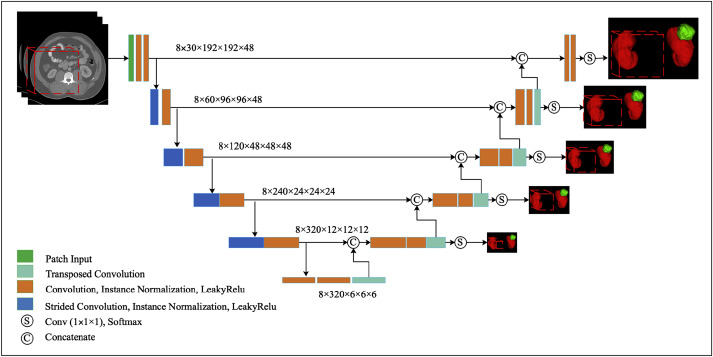 8×30×192×192×48
C
S
8×60×96×96×48
C
S
8×120×48×48×48
C
S
8×240×24×24×24
C
S
8×320×12×12×12
C
S
8×320×6×6×6
Patch Input
Transposed Convolution
Convolution, Instance Normalization, LeakyRelu
Strided Convolution, Instance Normalization, LeakyRelu
S Conv (1×1×1), Softmax
C Concatenate